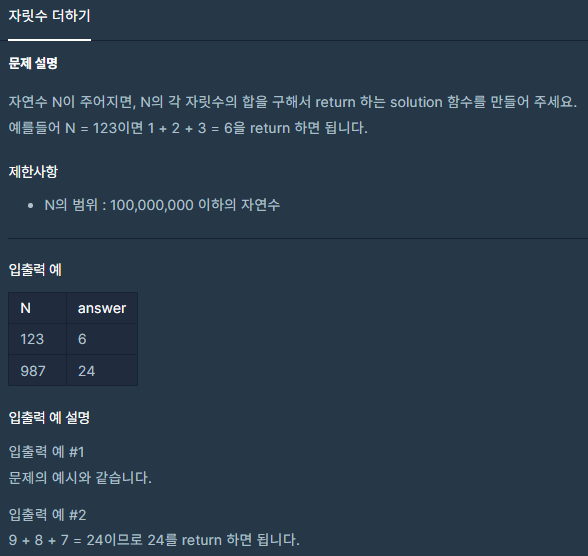 자릿수 더하기
문제 설명
자연수 N이 주어지면, N의 각 자릿수의 합을 구해서 return 하는 solution 함수를 만들어 주세요.
예를들어 N = 123이면 1 + 2 + 3 = 6을 return 하면 됩니다.
제한사항
• N의 범위 : 100,000,000 이하의 자연수
입출력 예
N answer
123 6
987 24
입출력 예 설명
입출력 예 #1
문제의 예시와 같습니다.
입출력 예 #2
9 + 8 + 7 = 24이므로 24를 return 하면 됩니다.